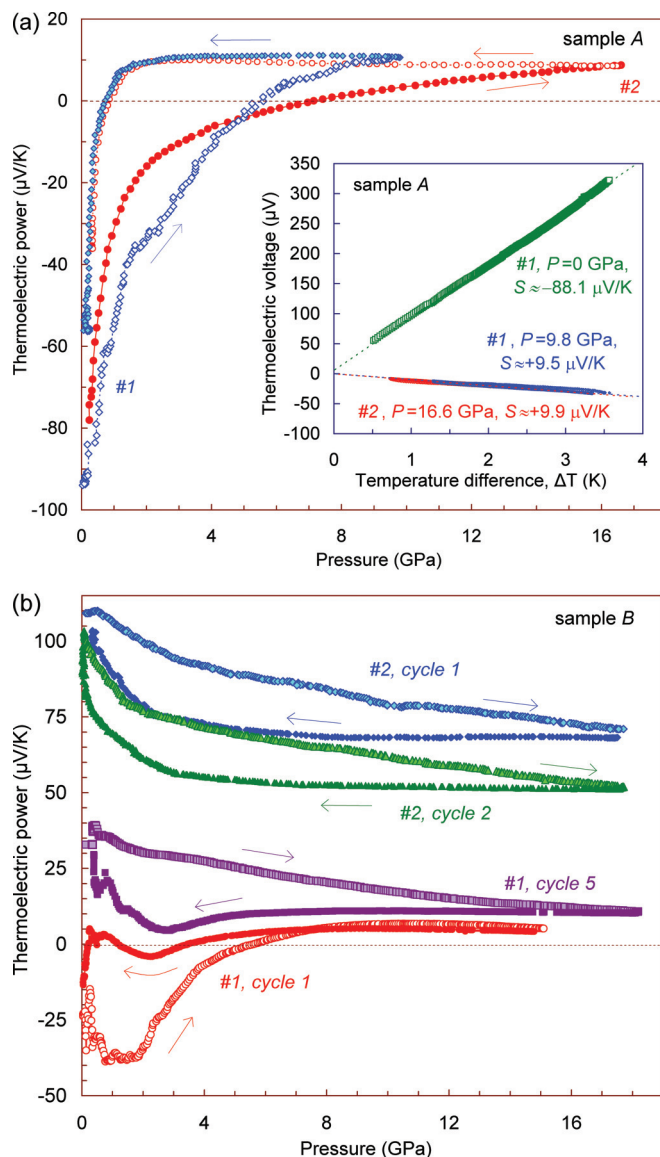 (a)
sample A
Thermoelectric power (μV/K)
20
10
0
-20
-40
-60
-80
-100
#2
#1
0
4
8
12
16
Pressure (GPa)
sample A
Thermoelectric voltage (μV)
350
300
250
200
150
100
50
0
-50
-100
#1, P=0 GPa,
S≈−88.1 μV/K
#1 , P=9.8 GPa,
S≈+9.5 μV/K
#2 , P=16.6 GPa, S≈+9.9 μV/K
0
1
2
3
4
Temperature difference, ΔT (K)
(b)
sample B
Thermoelectric power (μV/K)
100
75
50
25
0
-25
-50
#2, cycle 1
#2, cycle 2
#1, cycle 5
#1, cycle 1
0
4
8
12
16
Pressure (GPa)